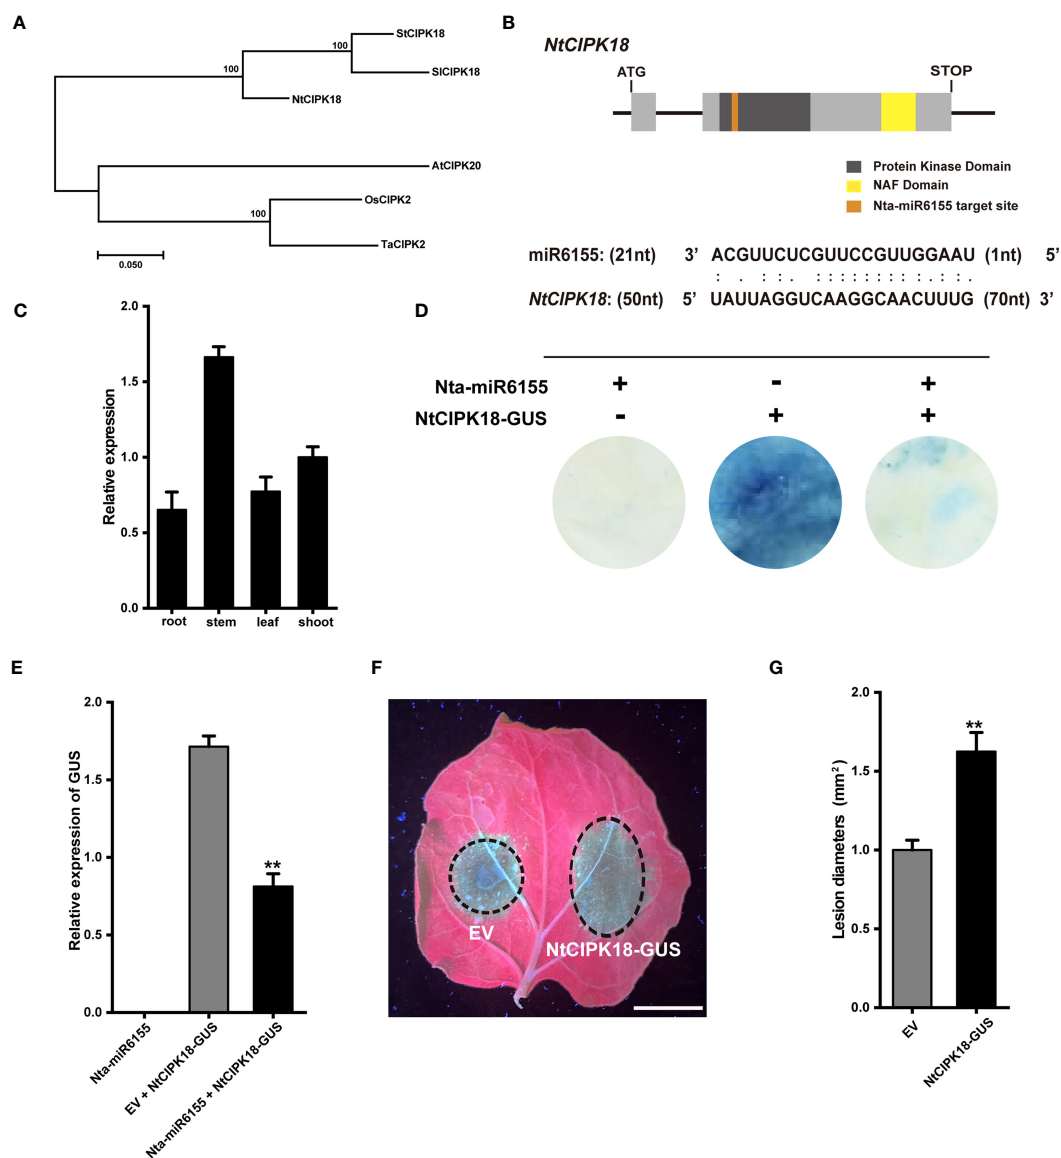 A
StCIPK18
100
SlCIPK18
100
NtCIPK18
AtCIPK20
OsCIPK2
100
TaCIPK2
0.050
B
NtCIPK18
ATG
STOP
Protein Kinase Domain
NAF Domain
Nta-miR6155 target site
miR6155: (21nt) 3’ ACGUUCUCGUUCCGUUGGAAU (1nt) 5’
: . : : . : : : : : : : : : . : .
NtCIPK18: (50nt) 5’ UAUUAGGUCAAGGCAACUUUG (70nt) 3’
C
2.0
1.5
1.0
0.5
0.0
Relative expression
root stem leaf shoot
D
Nta-miR6155 + - +
NtCIPK18-GUS - + +
E
2.0
1.5
1.0
0.5
0.0
Relative expression of GUS
**
Nta-miR6155
EV + NtCIPK18-GUS
Nta-miR6155 + NtCIPK18-GUS
F
EV
NtCIPK18-GUS
G
2.0
1.5
1.0
0.5
0.0
Lesion diameters (mm²)
**
EV
NtCIPK18-GUS